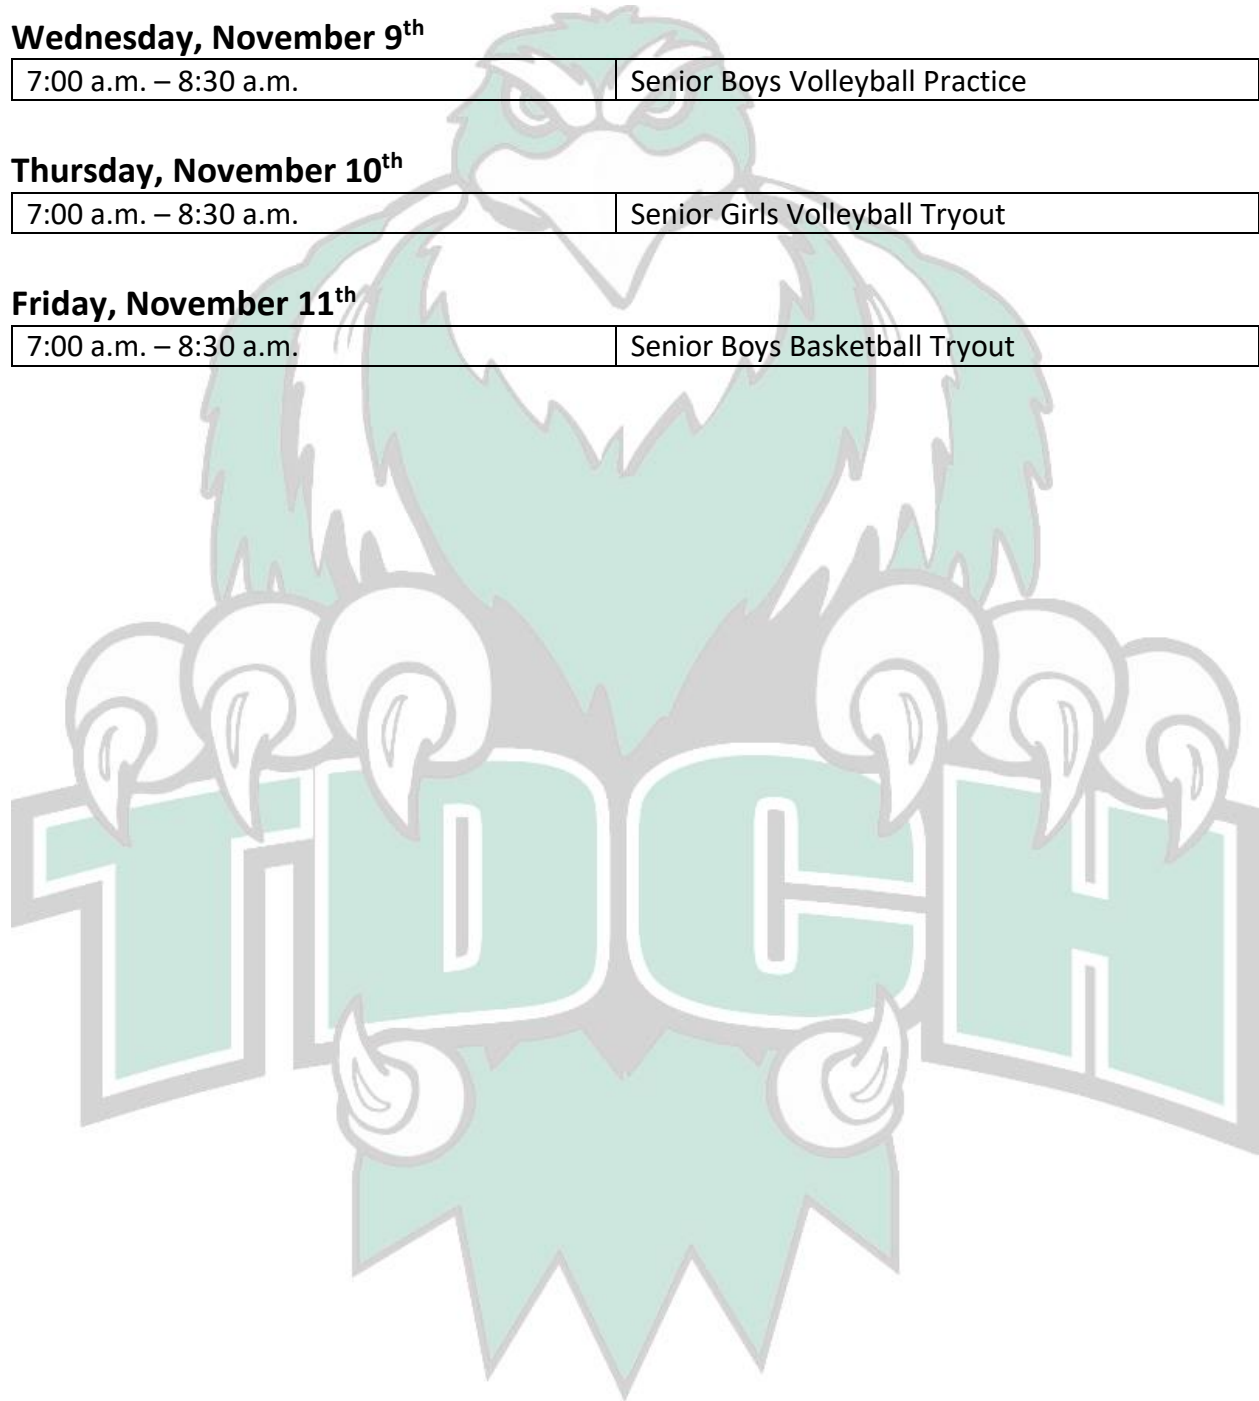 Wednesday, November 9th
7:00 a.m. – 8:30 a.m. Senior Boys Volleyball Practice
Thursday, November 10th
7:00 a.m. – 8:30 a.m. Senior Girls Volleyball Tryout
Friday, November 11th
7:00 a.m. – 8:30 a.m. Senior Boys Basketball Tryout
TDCH